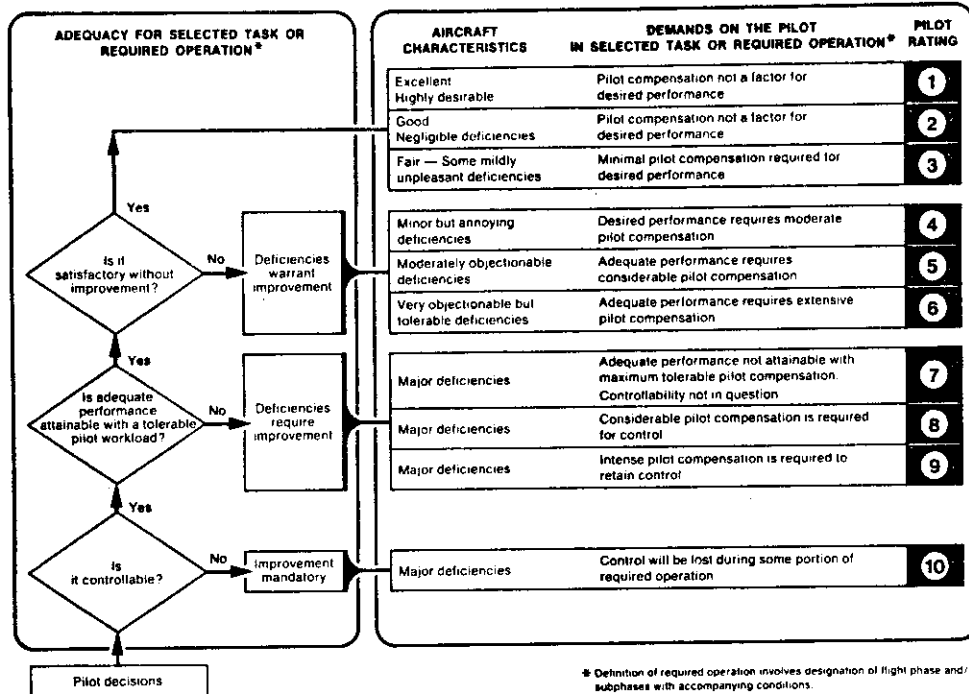 ADEQUACY FOR SELECTED TASK OR
REQUIRED OPERATION*
AIRCRAFT
CHARACTERISTICS
DEMANDS ON THE PILOT
IN SELECTED TASK OR REQUIRED OPERATION*
PILOT
RATING
Excellent
Highly desirable
Pilot compensation not a factor for
desired performance
1
Good
Negligible deficiencies
Pilot compensation not a factor for
desired performance
2
Fair — Some mildly
unpleasant deficiencies
Minimal pilot compensation required for
desired performance
3
Yes
Is it
satisfactory without
improvement?
No
Deficiencies
warrant
improvement
Minor but annoying
deficiencies
Desired performance requires moderate
pilot compensation
4
Moderately objectionable
deficiencies
Adequate performance requires
considerable pilot compensation
5
Very objectionable but
tolerable deficiencies
Adequate performance requires extensive
pilot compensation
6
Yes
Is adequate
performance
attainable with a tolerable
pilot workload?
No
Deficiencies
require
improvement
Major deficiencies
Adequate performance not attainable with
maximum tolerable pilot compensation.
Controllability not in question
7
Major deficiencies
Considerable pilot compensation is required
for control
8
Major deficiencies
Intense pilot compensation is required to
retain control
9
Yes
Is
it controllable?
No
Improvement
mandatory
Major deficiencies
Control will be lost during some portion of
required operation
10
Pilot decisions
* Definition of required operation involves designation of flight phase and/
subphases with accompanying conditions.